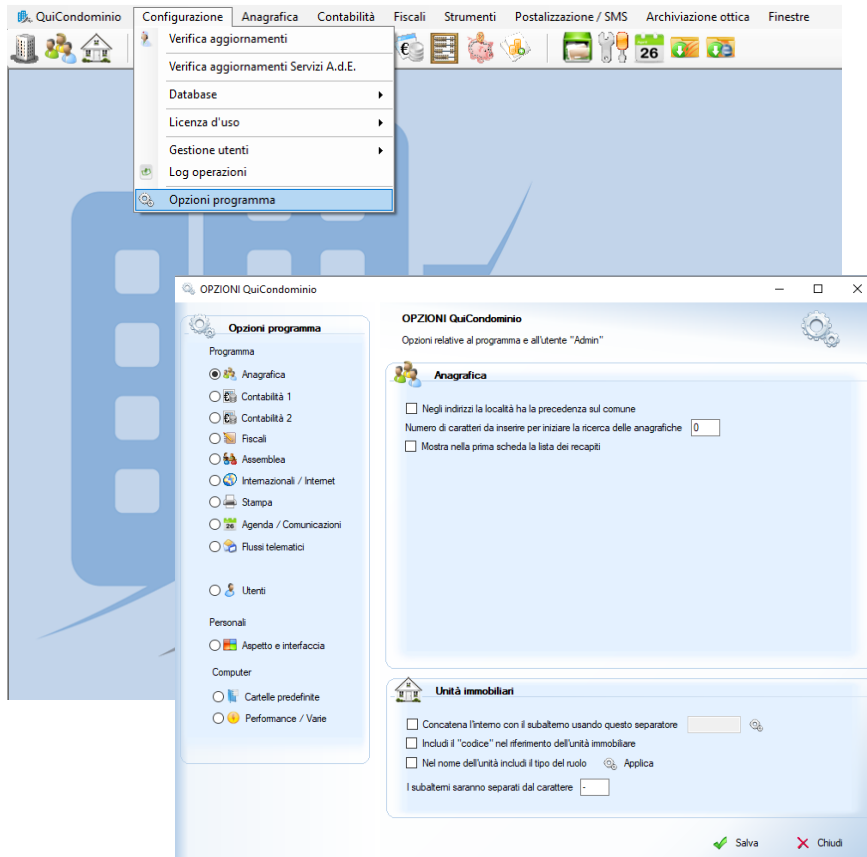 QuiCondominio Configurazione Anagrafica Contabilità Fiscali Strumenti Postalizzazione / SMS Archiviazione ottica Finestre
Verifica aggiornamenti
Verifica aggiornamenti Servizi A.d.E.
Database
Licenza d'uso
Gestione utenti
Log operazioni
Opzioni programma
26
OPZIONI QuiCondominio
Opzioni programma
Programma
Anagrafica
Contabilità 1
Contabilità 2
Fiscali
Assemblea
Internazionali / Internet
Stampa
26 Agenda / Comunicazioni
Flussi telematici
Utenti
Personali
Aspetto e interfaccia
Computer
Cartelle predefinite
Performance / Varie
OPZIONI QuiCondominio
Opzioni relative al programma e all'utente "Admin"
Anagrafica
Negli indirizzi la località ha la precedenza sul comune
Numero di caratteri da inserire per iniziare la ricerca delle anagrafiche 0
Mostra nella prima scheda la lista dei recapiti
Unità immobiliari
Concatena l'interno con il subalterno usando questo separatore
Includi il "codice" nel riferimento dell'unità immobiliare
Nel nome dell'unità includi il tipo del ruolo Applica
I subalterni saranno separati dal carattere -
Salva Chiudi